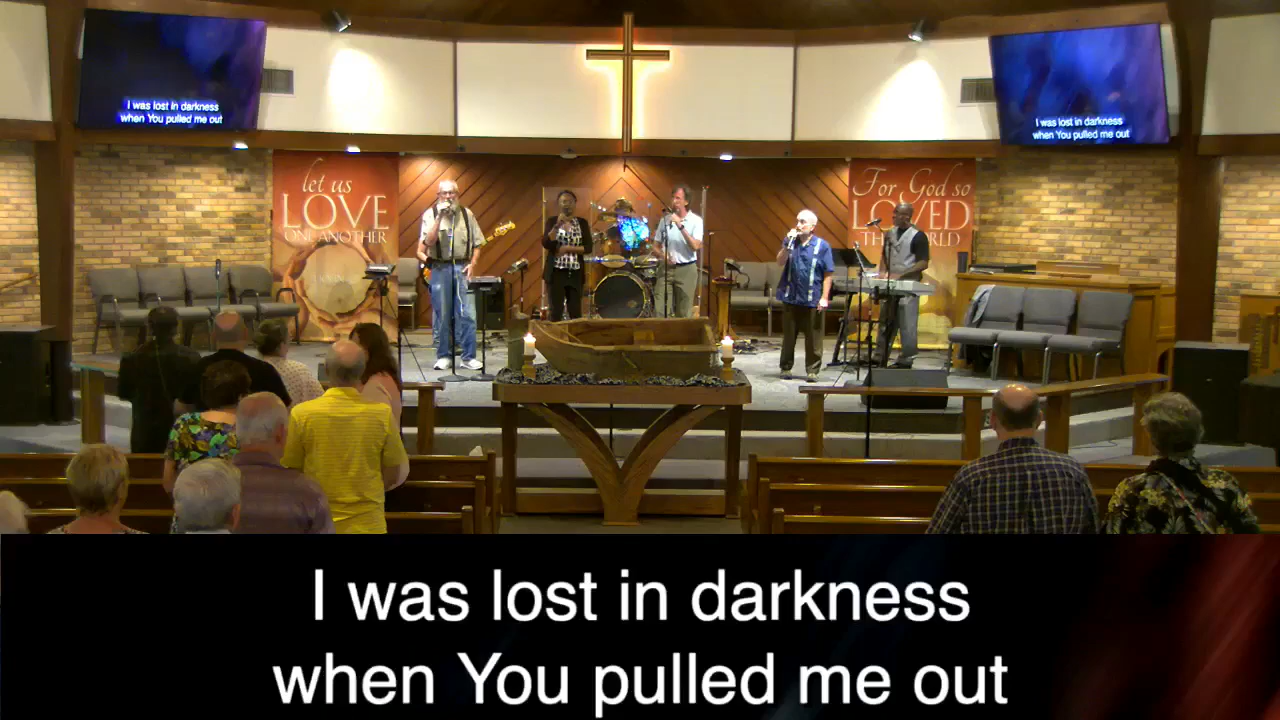 I was lost in darkness
when You pulled me out
I was lost in darkness
when You pulled me out
let us
LOVE
ONE ANOTHER
For God so
LOVED
THE WORLD
I was lost in darkness
when You pulled me out